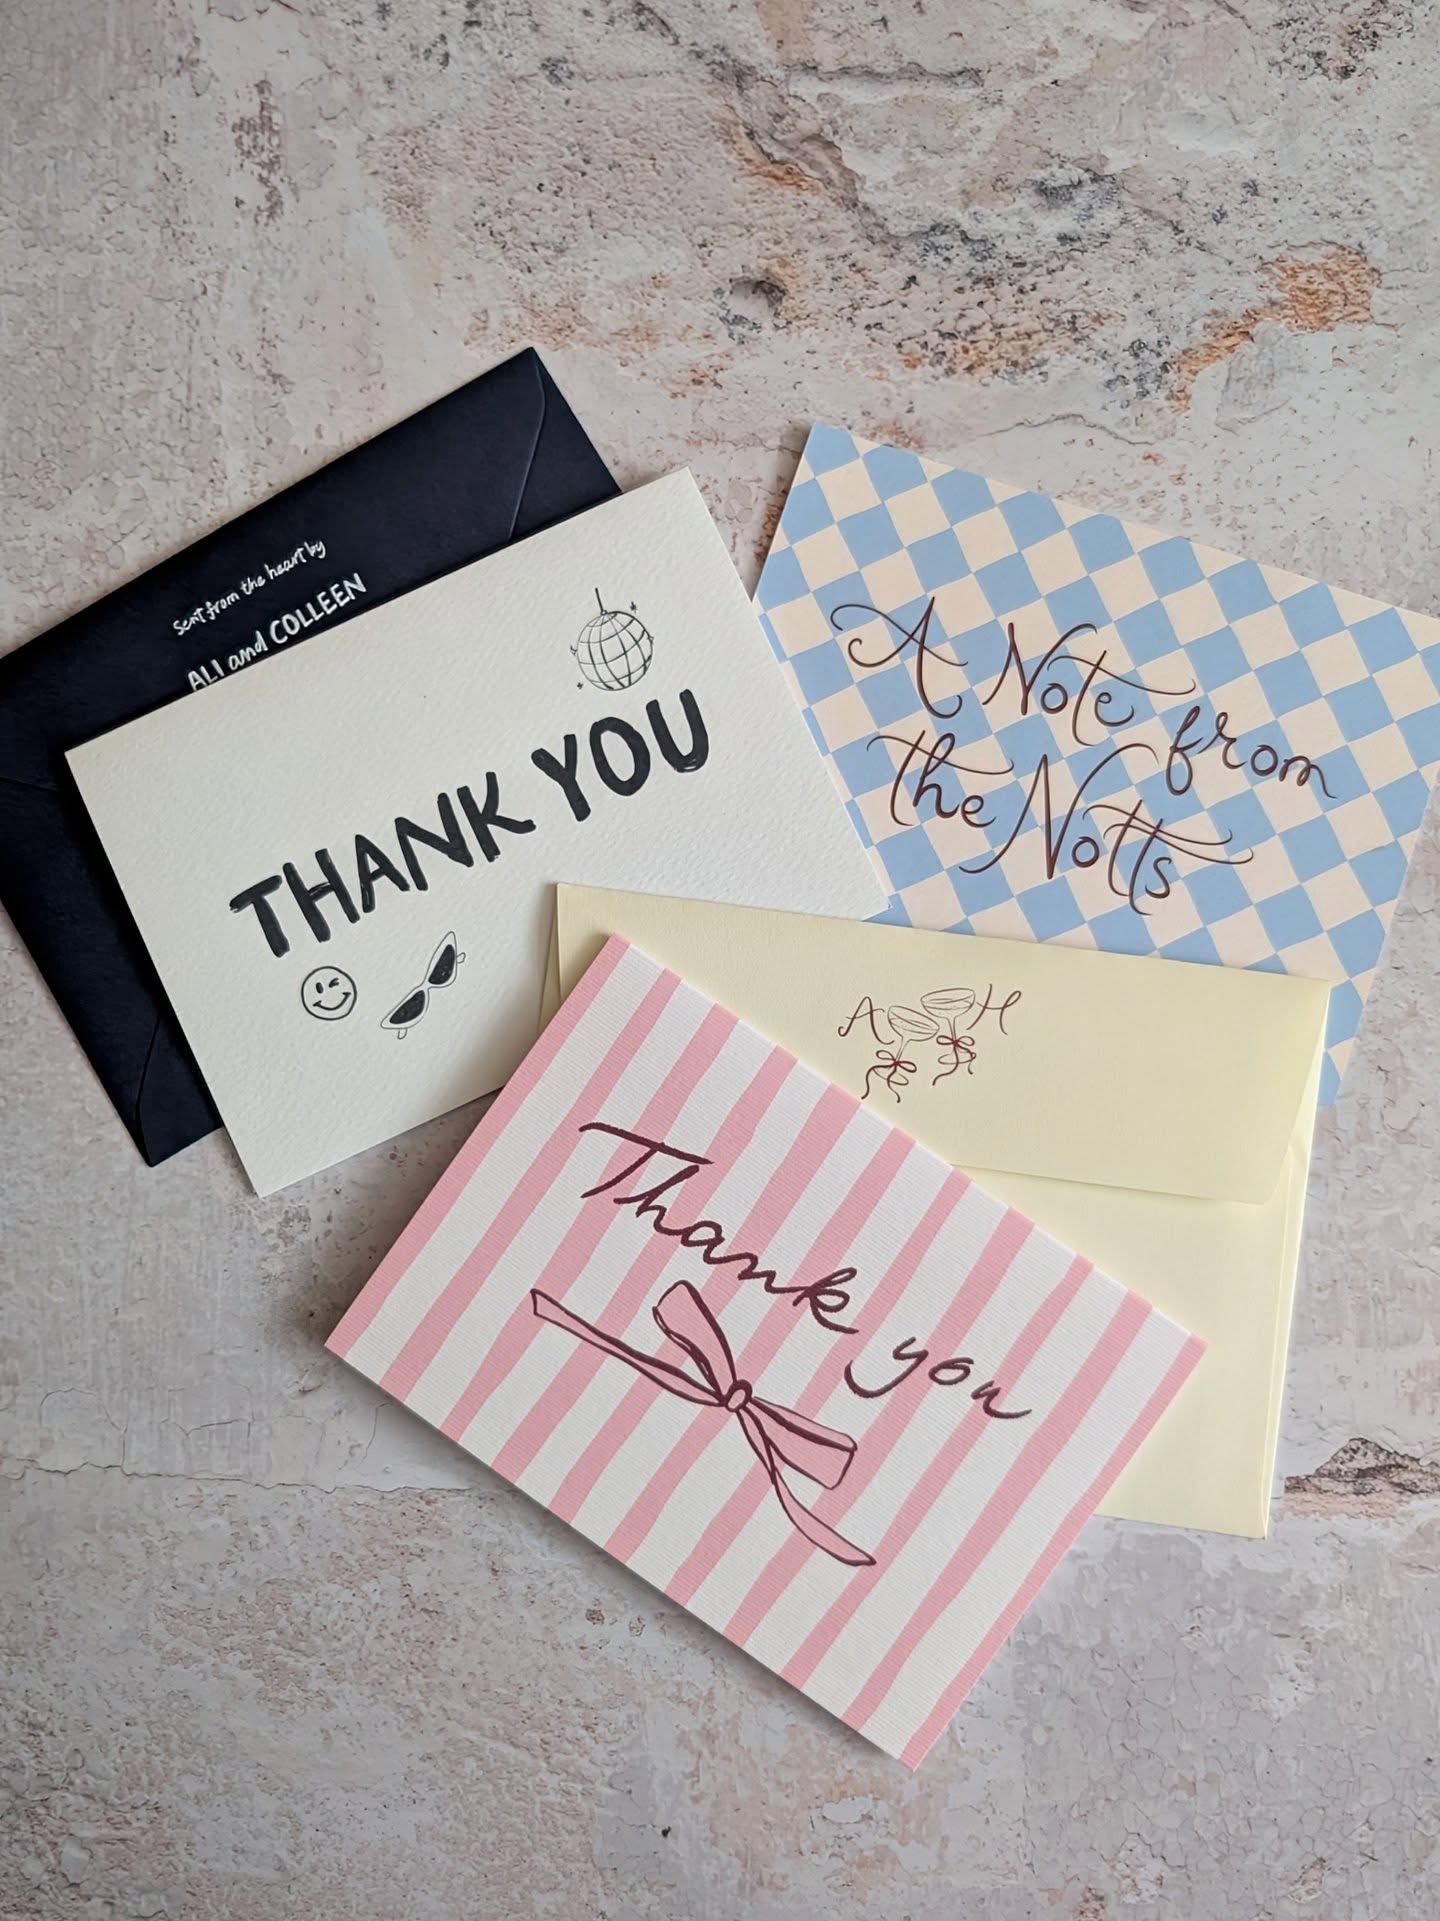 Sent from the heart by
ALI and COLLEEN
THANK YOU
A Note from
the Notts
A H
Thank you